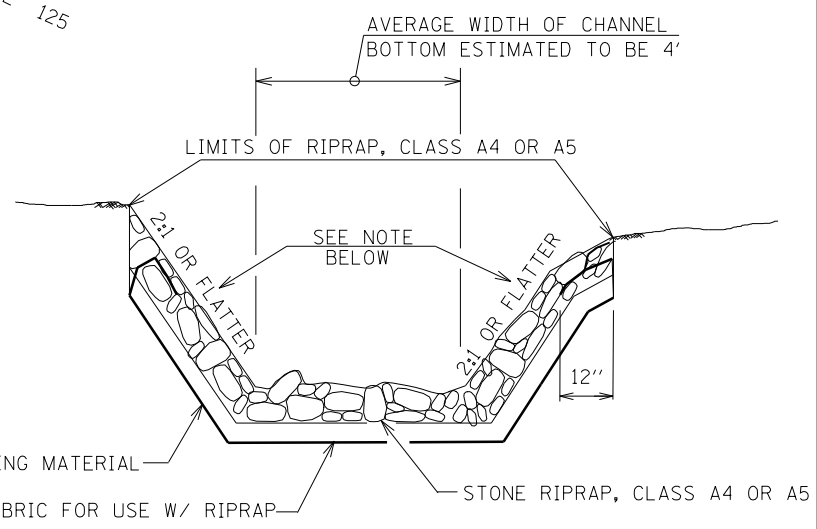 125
AVERAGE WIDTH OF CHANNEL
BOTTOM ESTIMATED TO BE 4'
LIMITS OF RIPRAP, CLASS A4 OR A5
2:1 OR FLATTER
SEE NOTE
BELOW
2:1 OR FLATTER
12''
ING MATERIAL
STONE RIPRAP, CLASS A4 OR A5
BRIC FOR USE W/ RIPRAP